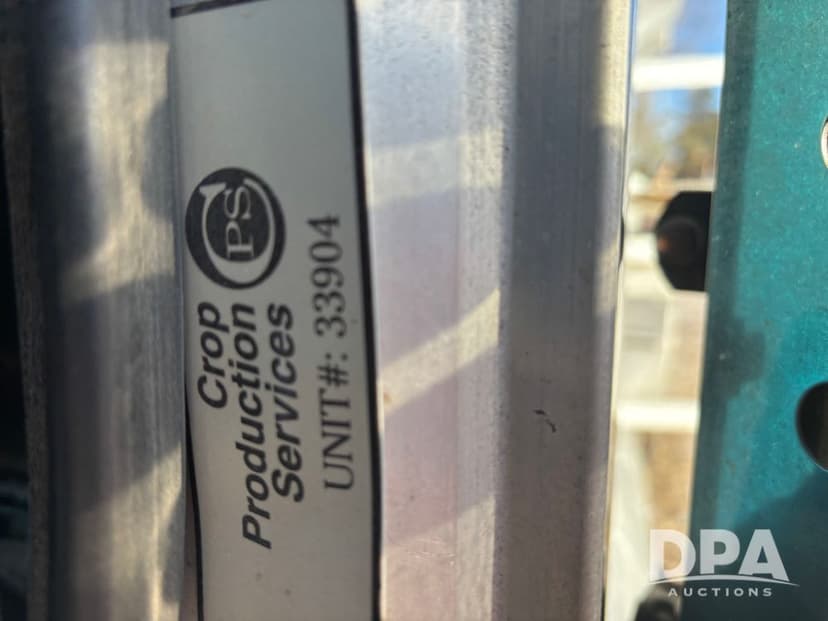 CPS
Crop
Production
Services
UNIT#: 33904
DPA
AUCTIONS